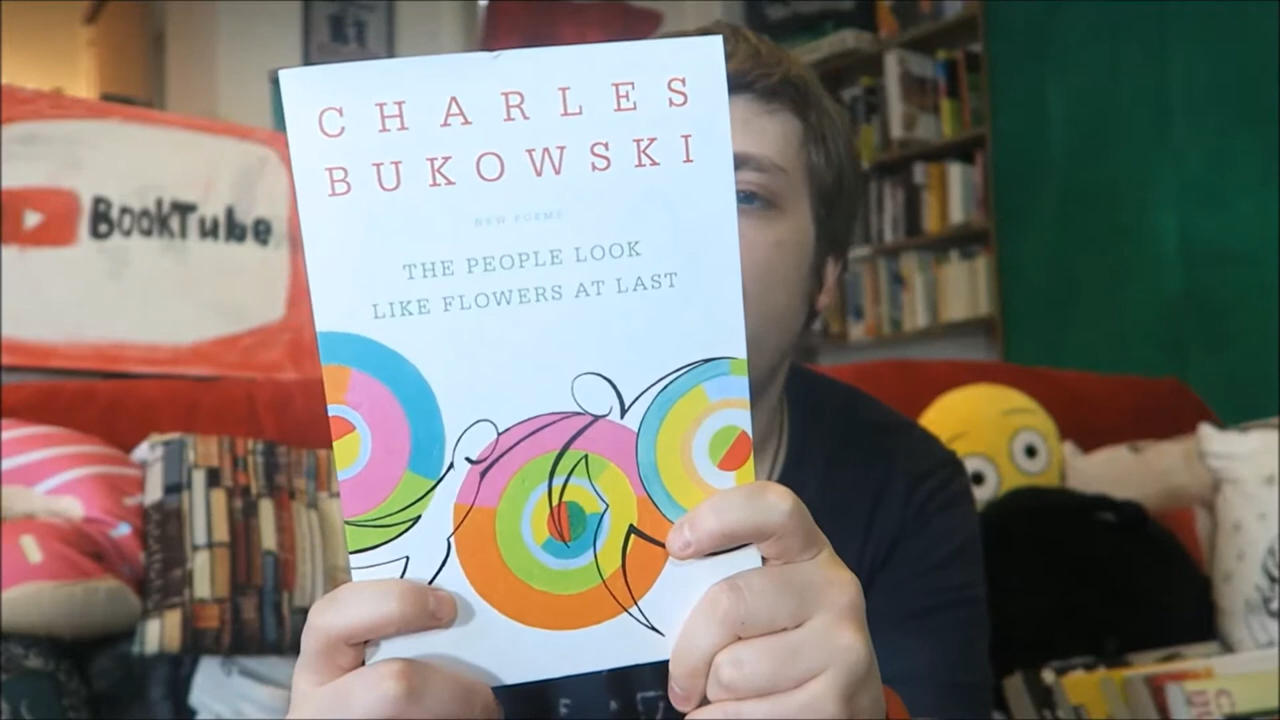 CHARLES
BUKOWSKI
NEW POEMS
THE PEOPLE LOOK
LIKE FLOWERS AT LAST
BookTube